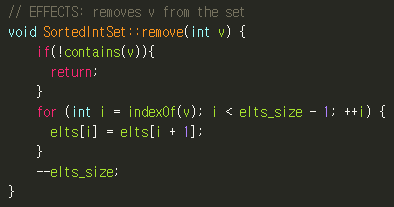 // EFFECTS: removes v from the set
void SortedIntSet::remove(int v) {
    if(!contains(v)){
      return;
    }
    for (int i = indexOf(v); i < elts_size - 1; ++i) {
      elts[i] = elts[i + 1];
    }
    --elts_size;
}